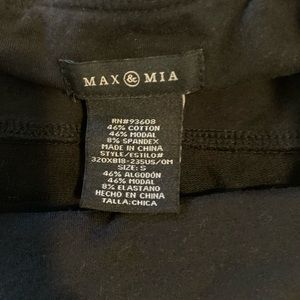 MAX & MIA
RN#93608
46% COTTON
46% MODAL
8% SPANDEX
MADE IN CHINA
STYLE/ESTILO#
320X818-235US/OM
SIZE: S
46% ALGODÓN
46% MODAL
8% ELASTANO
HECHO EN CHINA
TALLA:CHICA